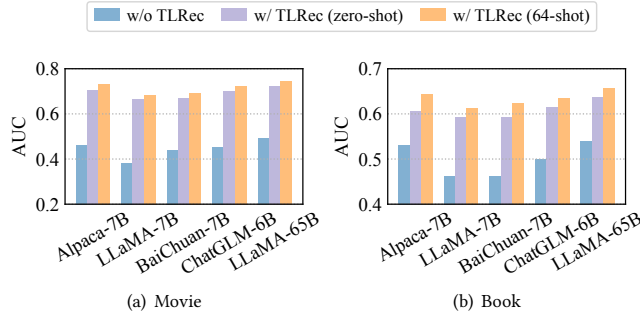 w/o TLRec w/ TLRec (zero-shot) w/ TLRec (64-shot)
AUC
0.8
0.6
0.4
0.2
Alpaca-7B
LLaMA-7B
BaiChuan-7B
ChatGLM-6B
LLaMA-65B
(a) Movie
AUC
0.7
0.6
0.5
0.4
Alpaca-7B
LLaMA-7B
BaiChuan-7B
ChatGLM-6B
LLaMA-65B
(b) Book